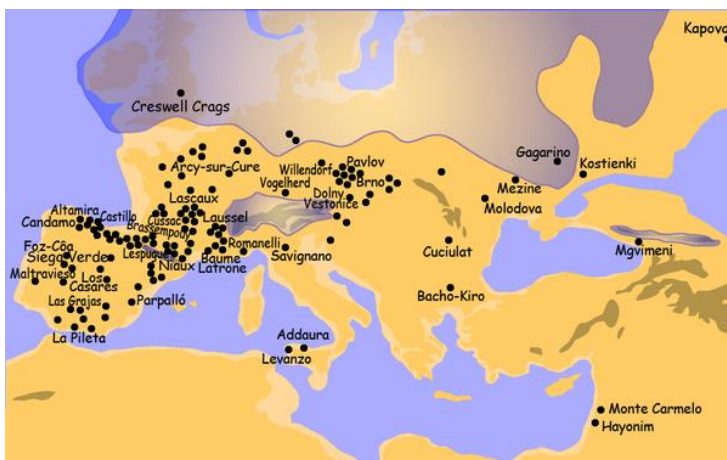 Kapova
Creswell Crags
Gagarino
Kostienki
Arcy-sur-Cure
Willendorf
Pavlov
Brno
Vogelherd
Dolny
Vestonice
Mezine
Molodova
Lascaux
Altamira
Castillo
Cussac
Laussel
Candamo
Brassempouy
Foz-Côa
Lespugue
Romanelli
Savignano
Cuciulat
Mgvimeni
Siega Verde
Niaux
Baume
Latrone
Maltravieso
Los
Casares
Bacho-Kiro
Las Grajas
Parpalló
La Pileta
Addaura
Levanzo
Monte Carmelo
Hayonim